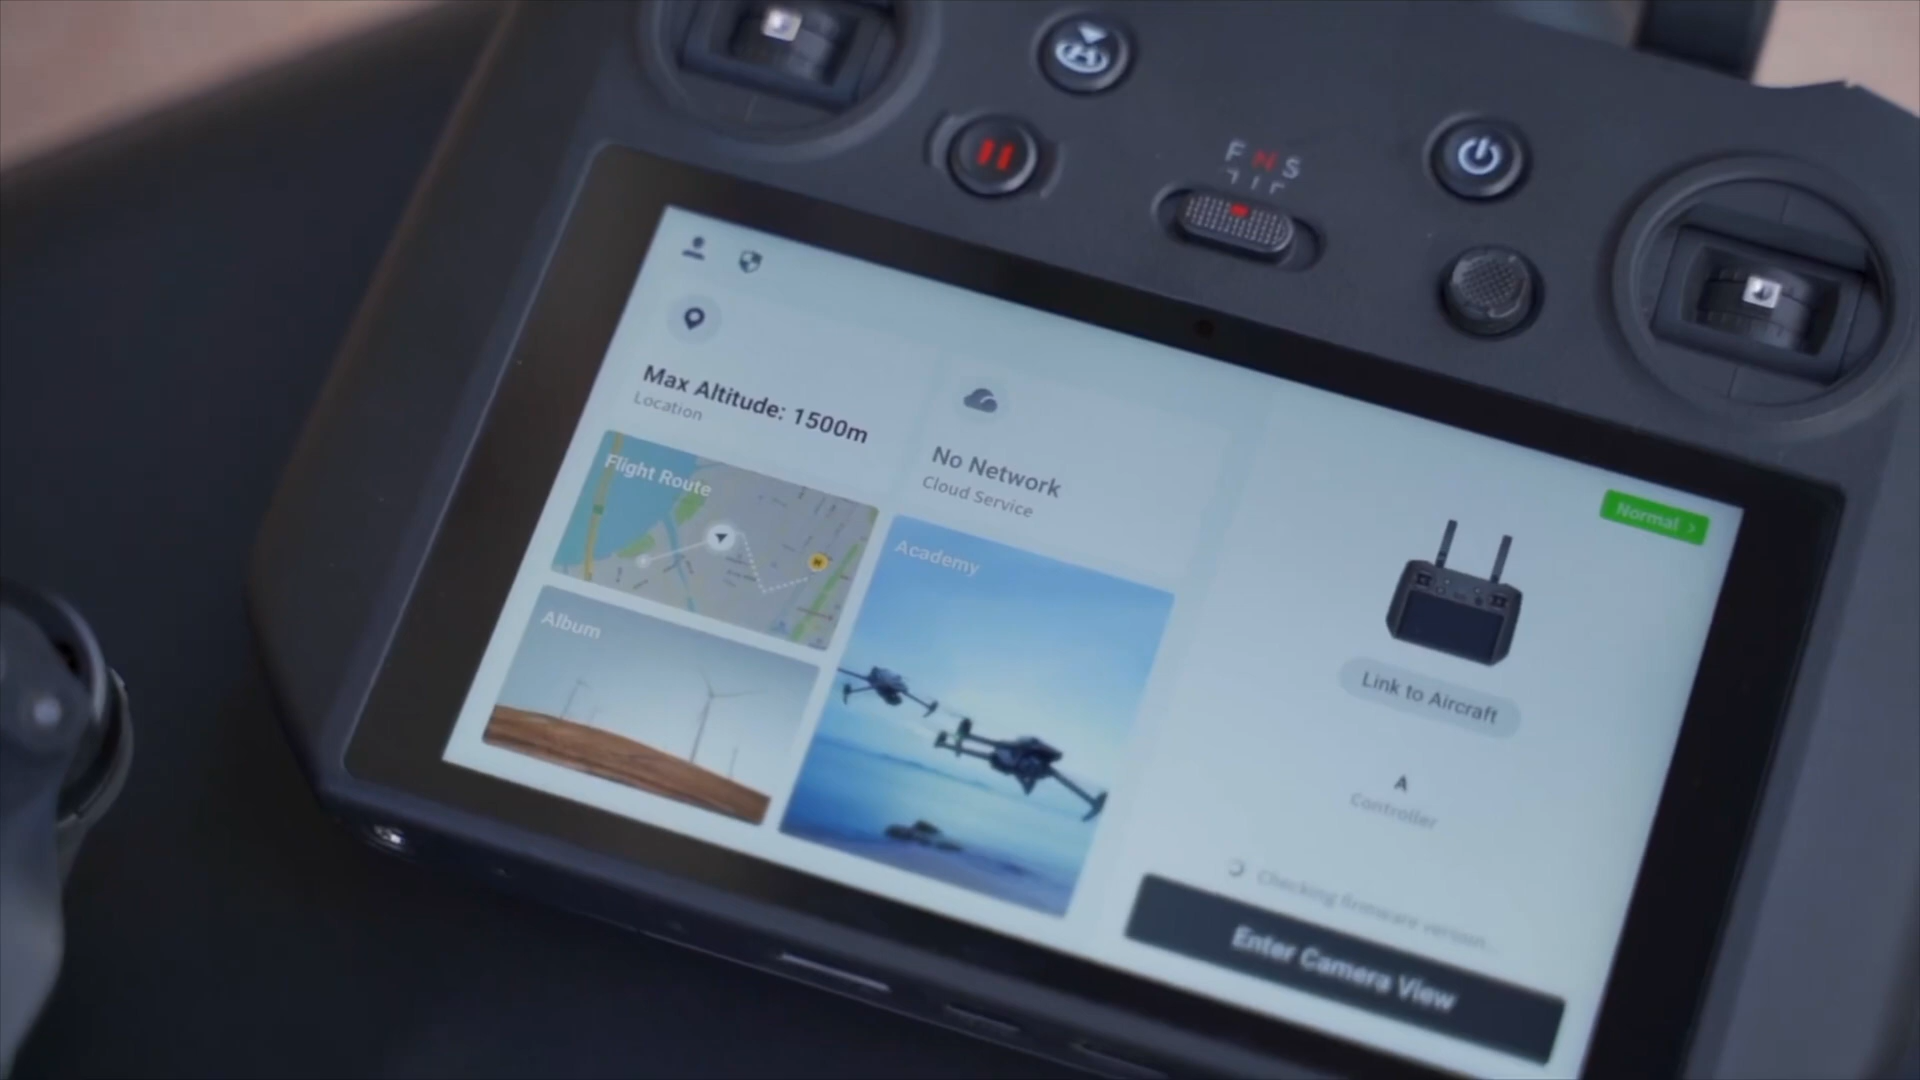 F N S
Max Altitude: 1500m
Location
No Network
Cloud Service
Flight Route
Academy
Album
Normal >
Link to Aircraft
A
Controller
Checking firmware version...
Enter Camera View